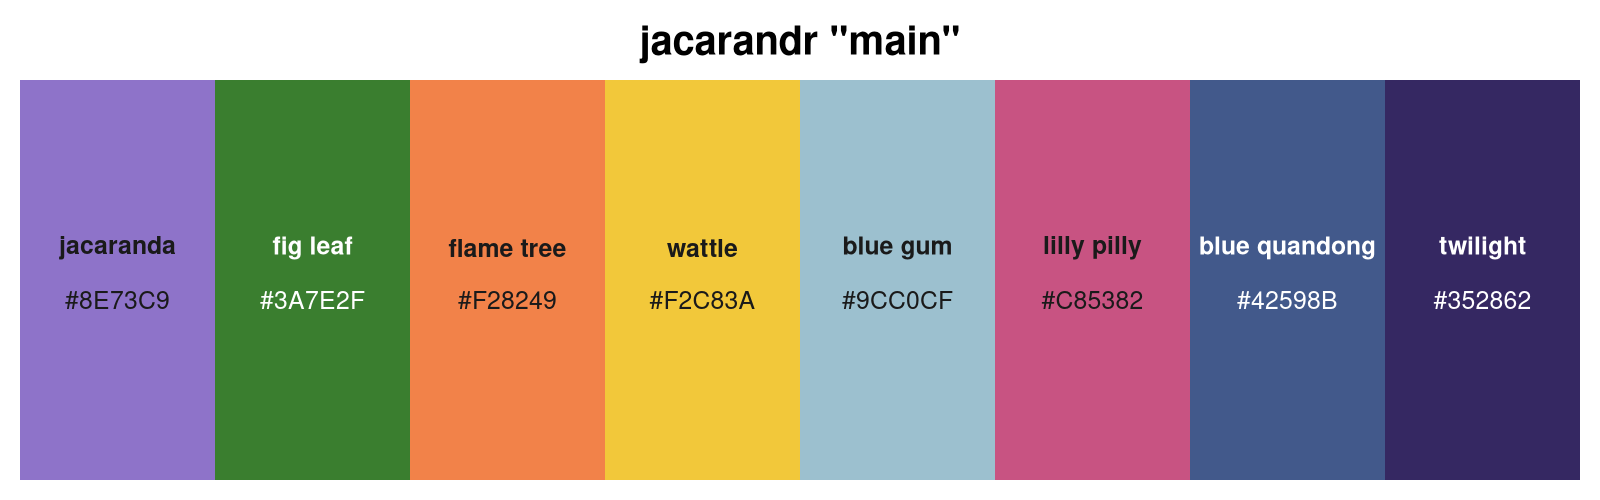 jacarandr "main"
jacaranda
#8E73C9
fig leaf
#3A7E2F
flame tree
#F28249
wattle
#F2C83A
blue gum
#9CC0CF
lilly pilly
#C85382
blue quandong
#42598B
twilight
#352862